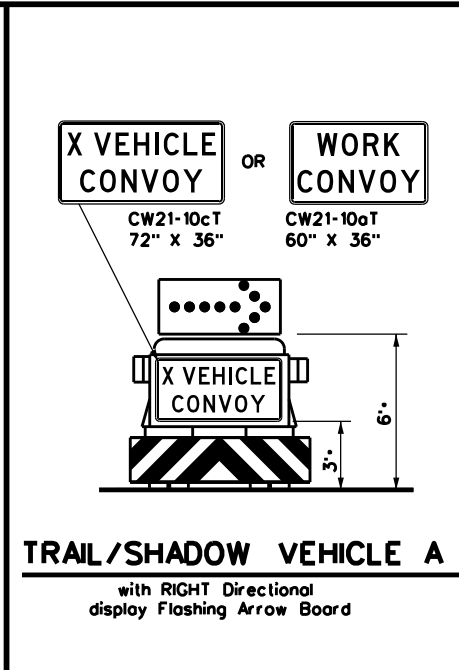 X VEHICLE
CONVOY
OR
WORK
CONVOY
CW21-10cT
72" X 36"
CW21-10aT
60" X 36"
X VEHICLE
CONVOY
6'
3'
TRAIL/SHADOW VEHICLE A
with RIGHT Directional
display Flashing Arrow Board